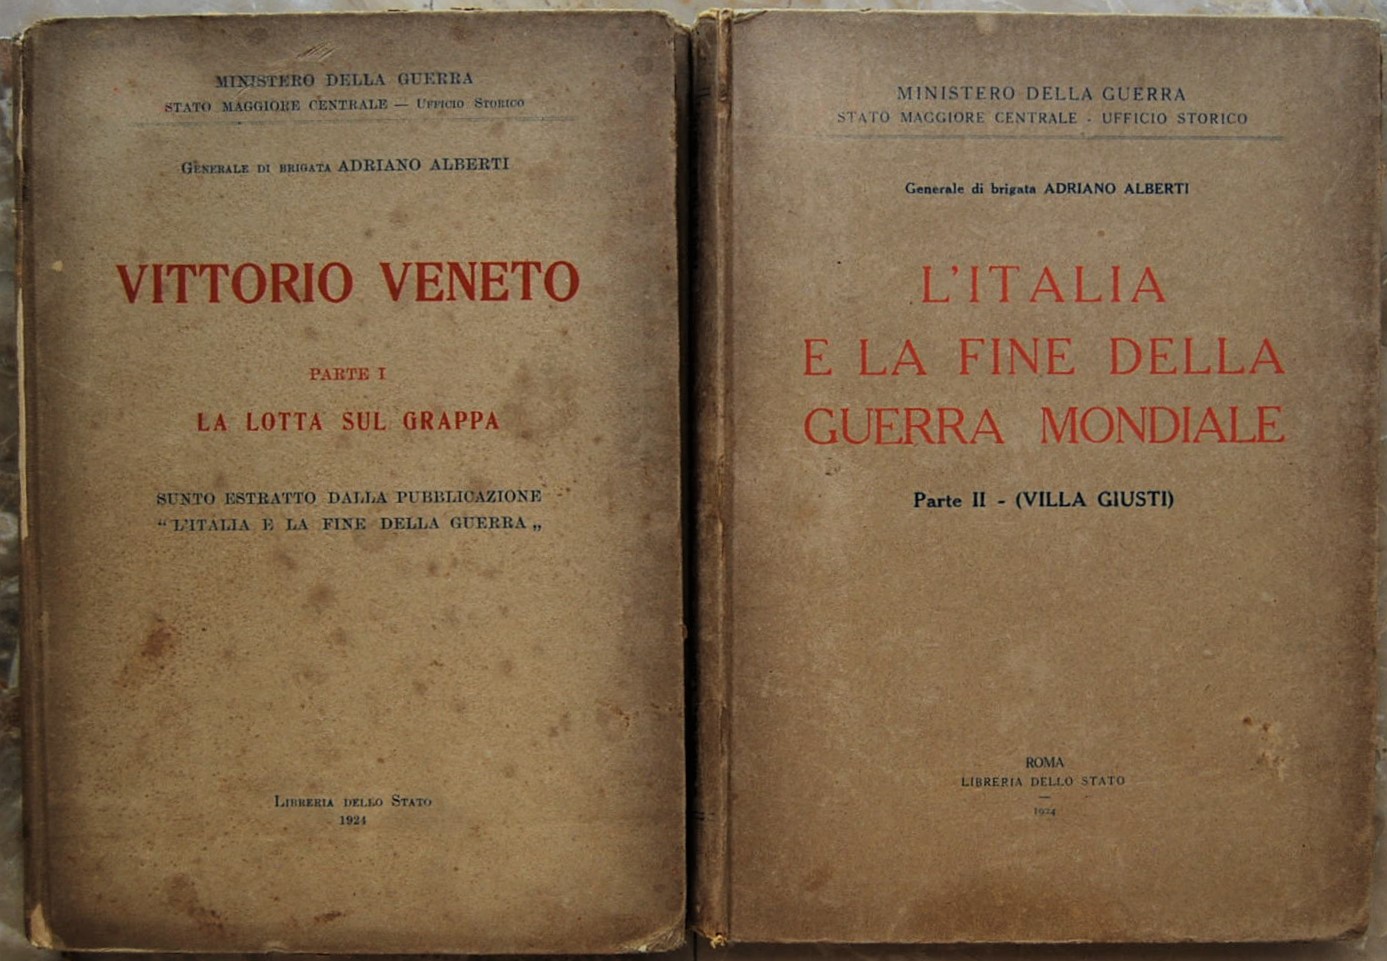 MINISTERO DELLA GUERRA
STATO MAGGIORE CENTRALE — UFFICIO STORICO
GENERALE DI BRIGATA ADRIANO ALBERTI
VITTORIO VENETO
PARTE I
LA LOTTA SUL GRAPPA
SUNTO ESTRATTO DALLA PUBBLICAZIONE
“ L'ITALIA E LA FINE DELLA GUERRA „
LIBRERIA DELLO STATO
1924
MINISTERO DELLA GUERRA
STATO MAGGIORE CENTRALE - UFFICIO STORICO
Generale di brigata ADRIANO ALBERTI
L'ITALIA
E LA FINE DELLA
GUERRA MONDIALE
Parte II - (VILLA GIUSTI)
ROMA
LIBRERIA DELLO STATO
1924